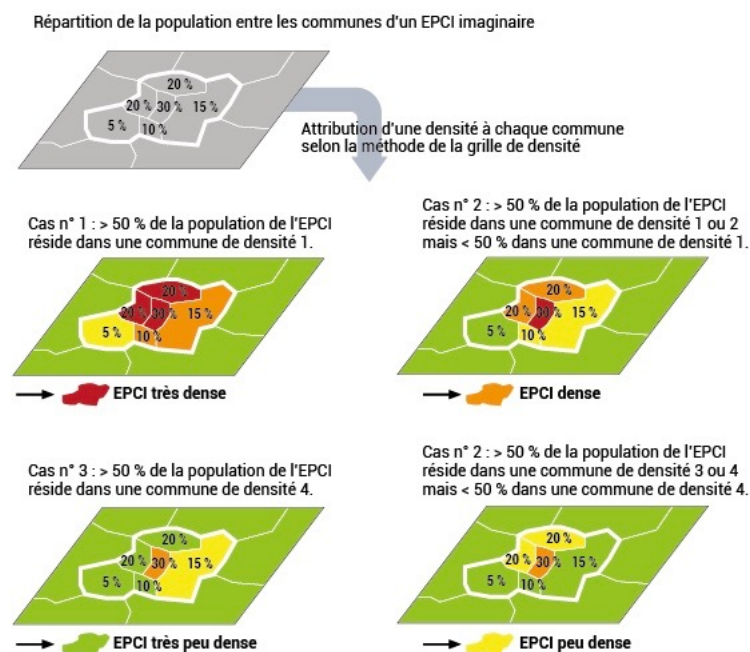 Répartition de la population entre les communes d'un EPCI imaginaire
20 %
20 % 30 % 15 %
5 % 10 %
Attribution d'une densité à chaque commune
selon la méthode de la grille de densité
Cas n° 1 : > 50 % de la population de l'EPCI
réside dans une commune de densité 1.
20 %
20 % 30 % 15 %
5 % 10 %
EPCI très dense
Cas n° 2 : > 50 % de la population de l'EPCI
réside dans une commune de densité 1 ou 2
mais < 50 % dans une commune de densité 1.
20 %
20 % 30 % 15 %
5 % 10 %
EPCI dense
Cas n° 3 : > 50 % de la population de l'EPCI
réside dans une commune de densité 4.
20 %
20 % 30 % 15 %
5 % 10 %
EPCI très peu dense
Cas n° 2 : > 50 % de la population de l'EPCI
réside dans une commune de densité 3 ou 4
mais < 50 % dans une commune de densité 4.
20 %
20 % 30 % 15 %
5 % 10 %
EPCI peu dense